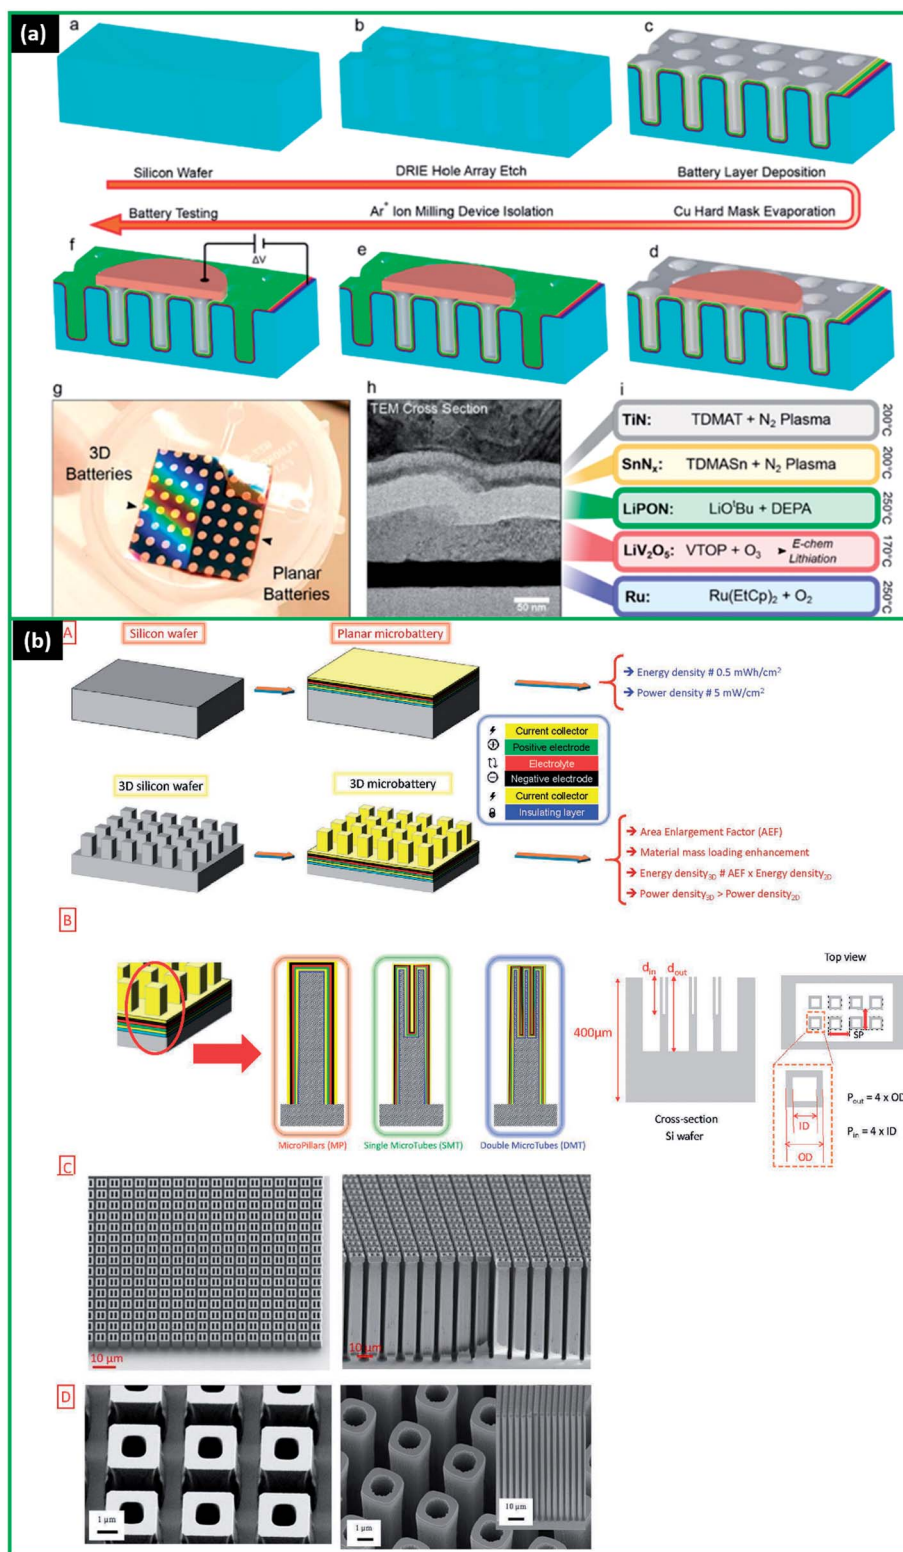 (a)
a
b
c
Silicon Wafer
DRIE Hole Array Etch
Battery Layer Deposition
Battery Testing
Ar⁺ Ion Milling Device Isolation
Cu Hard Mask Evaporation
f
ΔV
e
d
g
3D
Batteries
Planar
Batteries
h
TEM Cross Section
50 nm
i
TiN: TDMAT + N₂ Plasma 200°C
SnNₓ: TDMASn + N₂ Plasma 200°C
LiPON: LiOᵗBu + DEPA 250°C
LiV₂O₅: VTOP + O₃ ► E-chem Lithiation 170°C
Ru: Ru(EtCp)₂ + O₂ 250°C
(b)
A
Silicon wafer
Planar microbattery
→ Energy density # 0.5 mWh/cm²
→ Power density # 5 mW/cm²
Current collector
Positive electrode
Electrolyte
Negative electrode
Current collector
Insulating layer
3D silicon wafer
3D microbattery
→ Area Enlargement Factor (AEF)
→ Material mass loading enhancement
→ Energy density₃D # AEF x Energy density₂D
→ Power density₃D > Power density₂D
B
MicroPillars (MP)
Single MicroTubes (SMT)
Double MicroTubes (DMT)
d_in
d_out
400µm
Cross-section
Si wafer
Top view
SP
ID
OD
P_out = 4 x OD
P_in = 4 x ID
C
10 µm
10 µm
D
1 µm
1 µm
10 µm